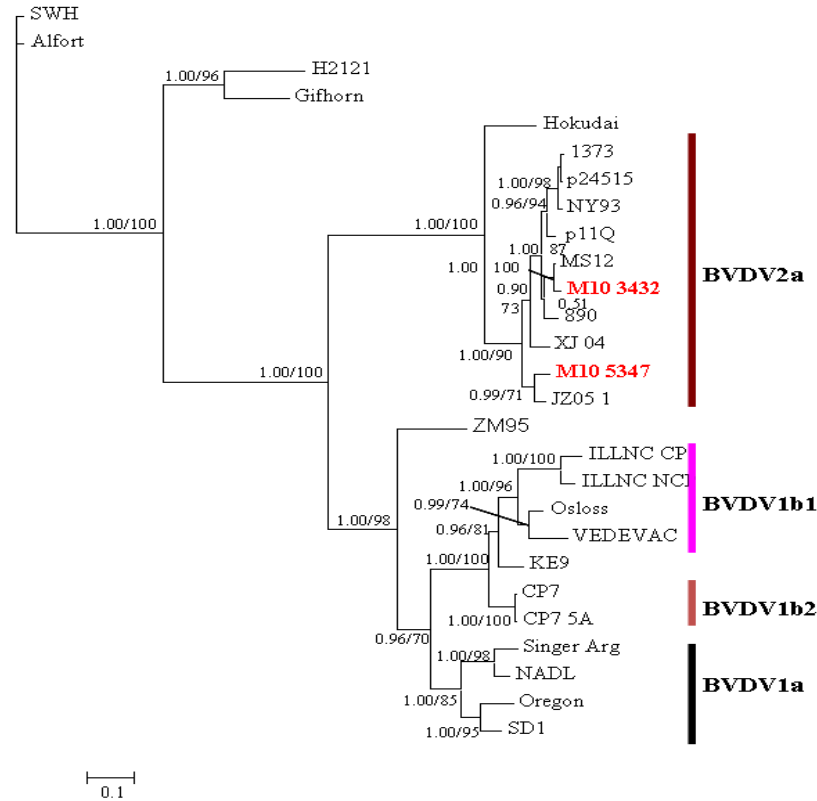 SWH
Alfort
H2121
1.00/96
Gifhorn
Hokudai
1373
1.00/98
p24515
0.96/94
NY93
1.00/100
1.00/100
p11Q
1.00 87
MS12
1.00 100
BVDV2a
0.90
M10 3432
0.51
73
890
XJ 04
1.00/90
1.00/100
M10 5347
0.99/71
JZ05 1
ZM95
ILLNC CP
1.00/100
ILLNC NCP
1.00/96
0.99/74
BVDV1b1
Osloss
1.00/98
0.96/81
VEDEVAC
1.00/100
KE9
CP7
BVDV1b2
1.00/100
CP7 5A
0.96/70
Singer Arg
1.00/98
NADL
BVDV1a
1.00/85
Oregon
1.00/95
SD1
0.1